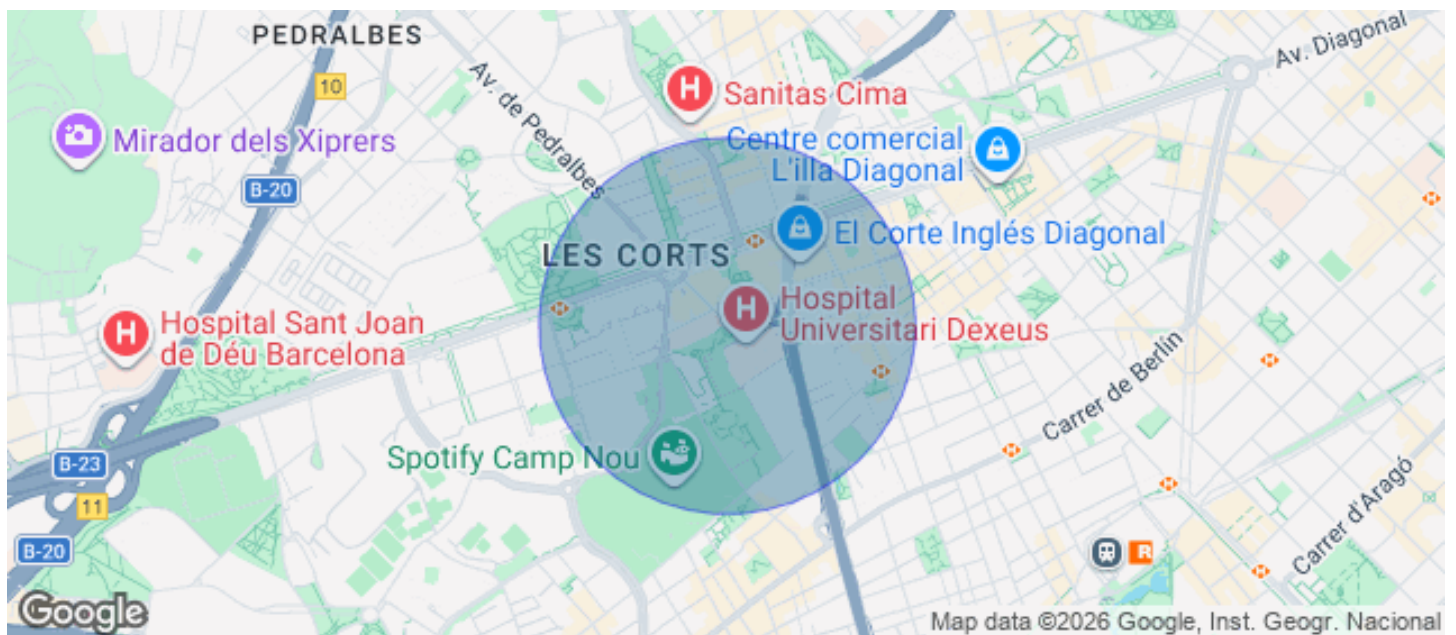 PEDRALBES
10
Av. de Pedralbes
Sanitas Cima
Av. Diagonal
Mirador dels Xiprers
Centre comercial
L'illa Diagonal
B-20
El Corte Inglés Diagonal
LES CORTS
Hospital
Universitari Dexeus
Hospital Sant Joan
de Déu Barcelona
Carrer de Berlín
Spotify Camp Nou
B-23
11
B-20
Carrer d'Aragó
R
Google
Map data ©2026 Google, Inst. Geogr. Nacional
H
H
H